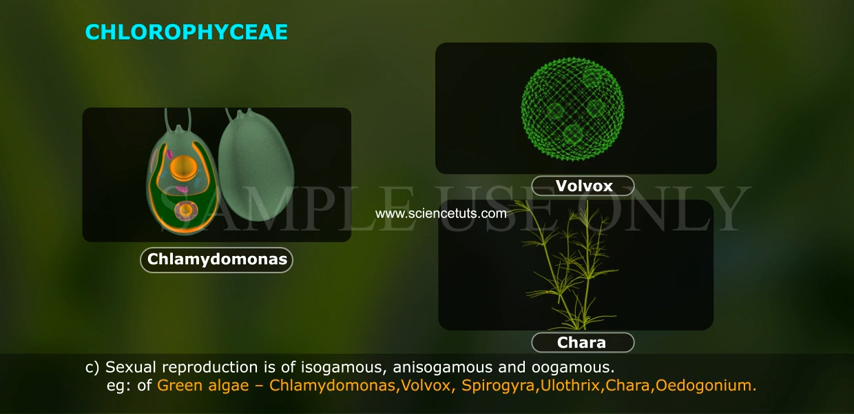 CHLOROPHYCEAE
Volvox
SAMPLE USE ONLY
www.sciencetuts.com
Chlamydomonas
Chara
c) Sexual reproduction is of isogamous, anisogamous and oogamous.
eg: of Green algae – Chlamydomonas,Volvox, Spirogyra,Ulothrix,Chara,Oedogonium.